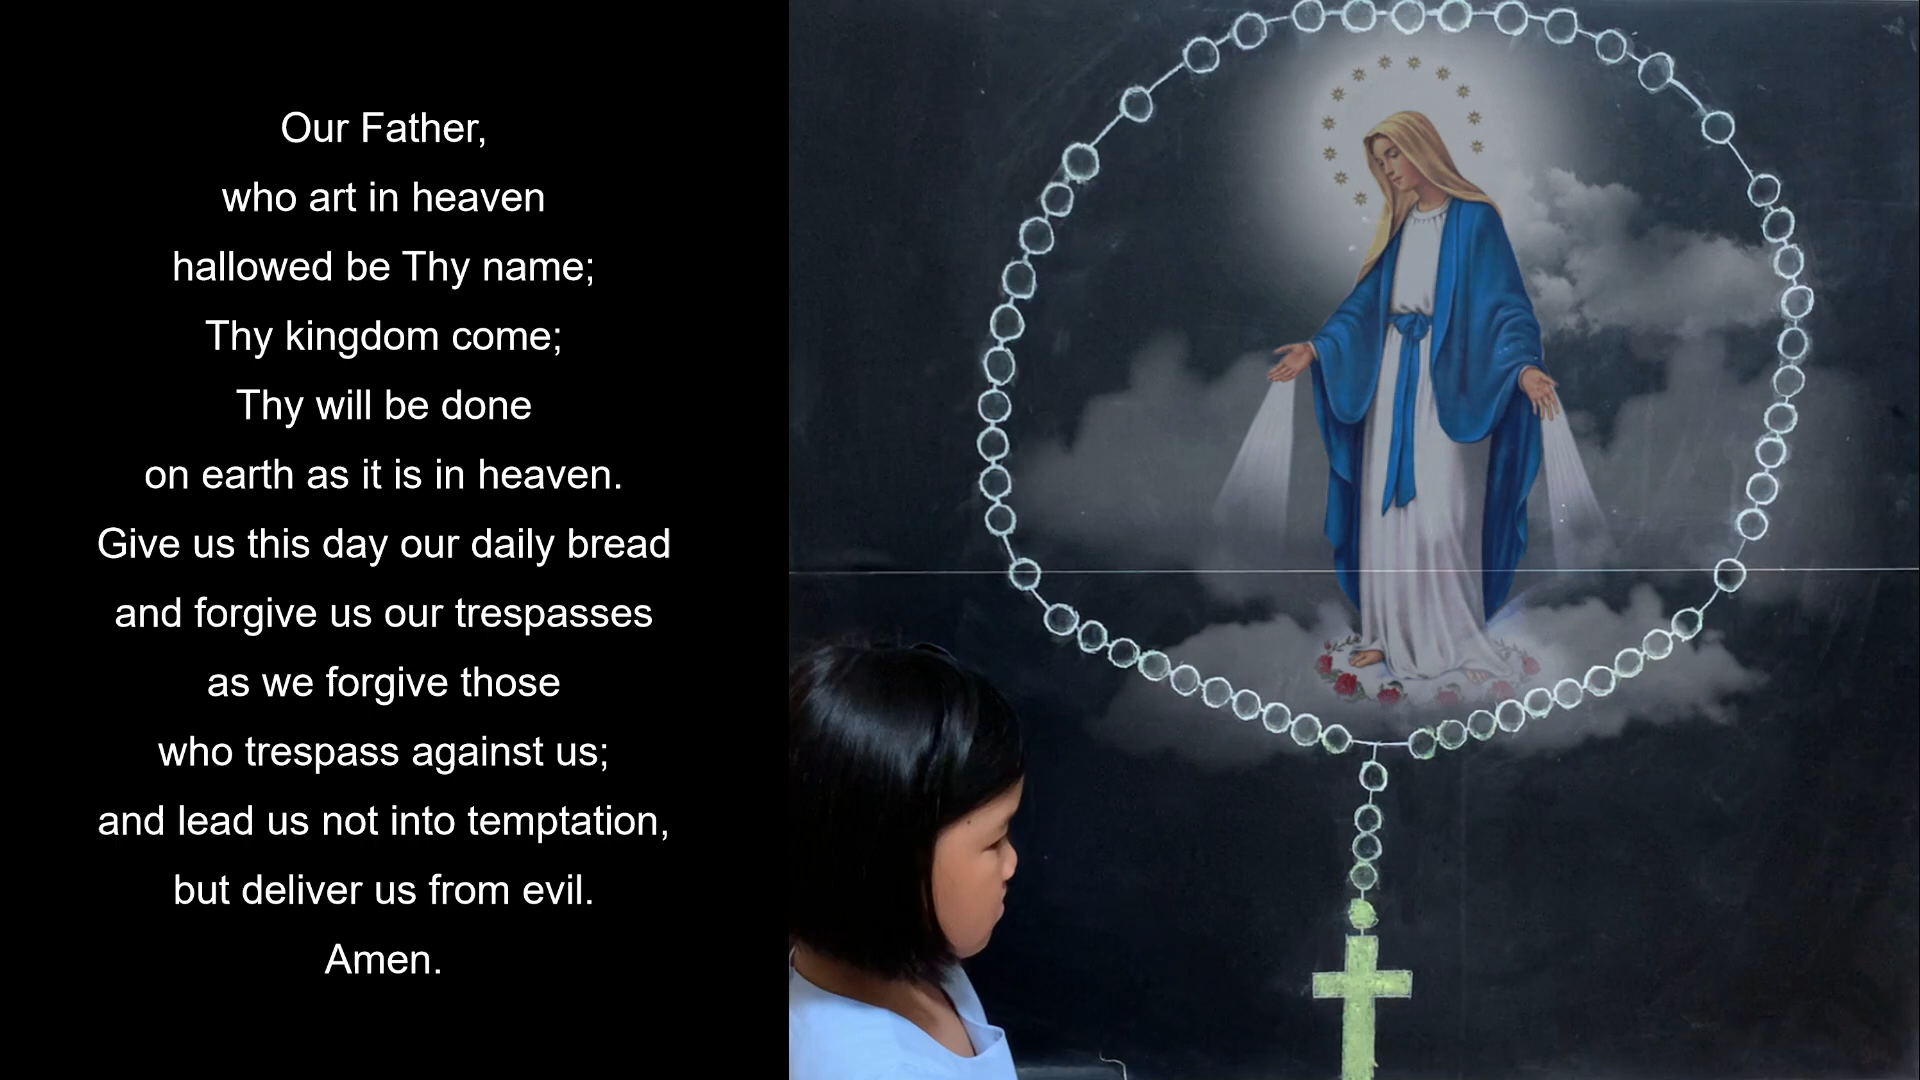 Our Father,
who art in heaven
hallowed be Thy name;
Thy kingdom come;
Thy will be done
on earth as it is in heaven.
Give us this day our daily bread
and forgive us our trespasses
as we forgive those
who trespass against us;
and lead us not into temptation,
but deliver us from evil.
Amen.